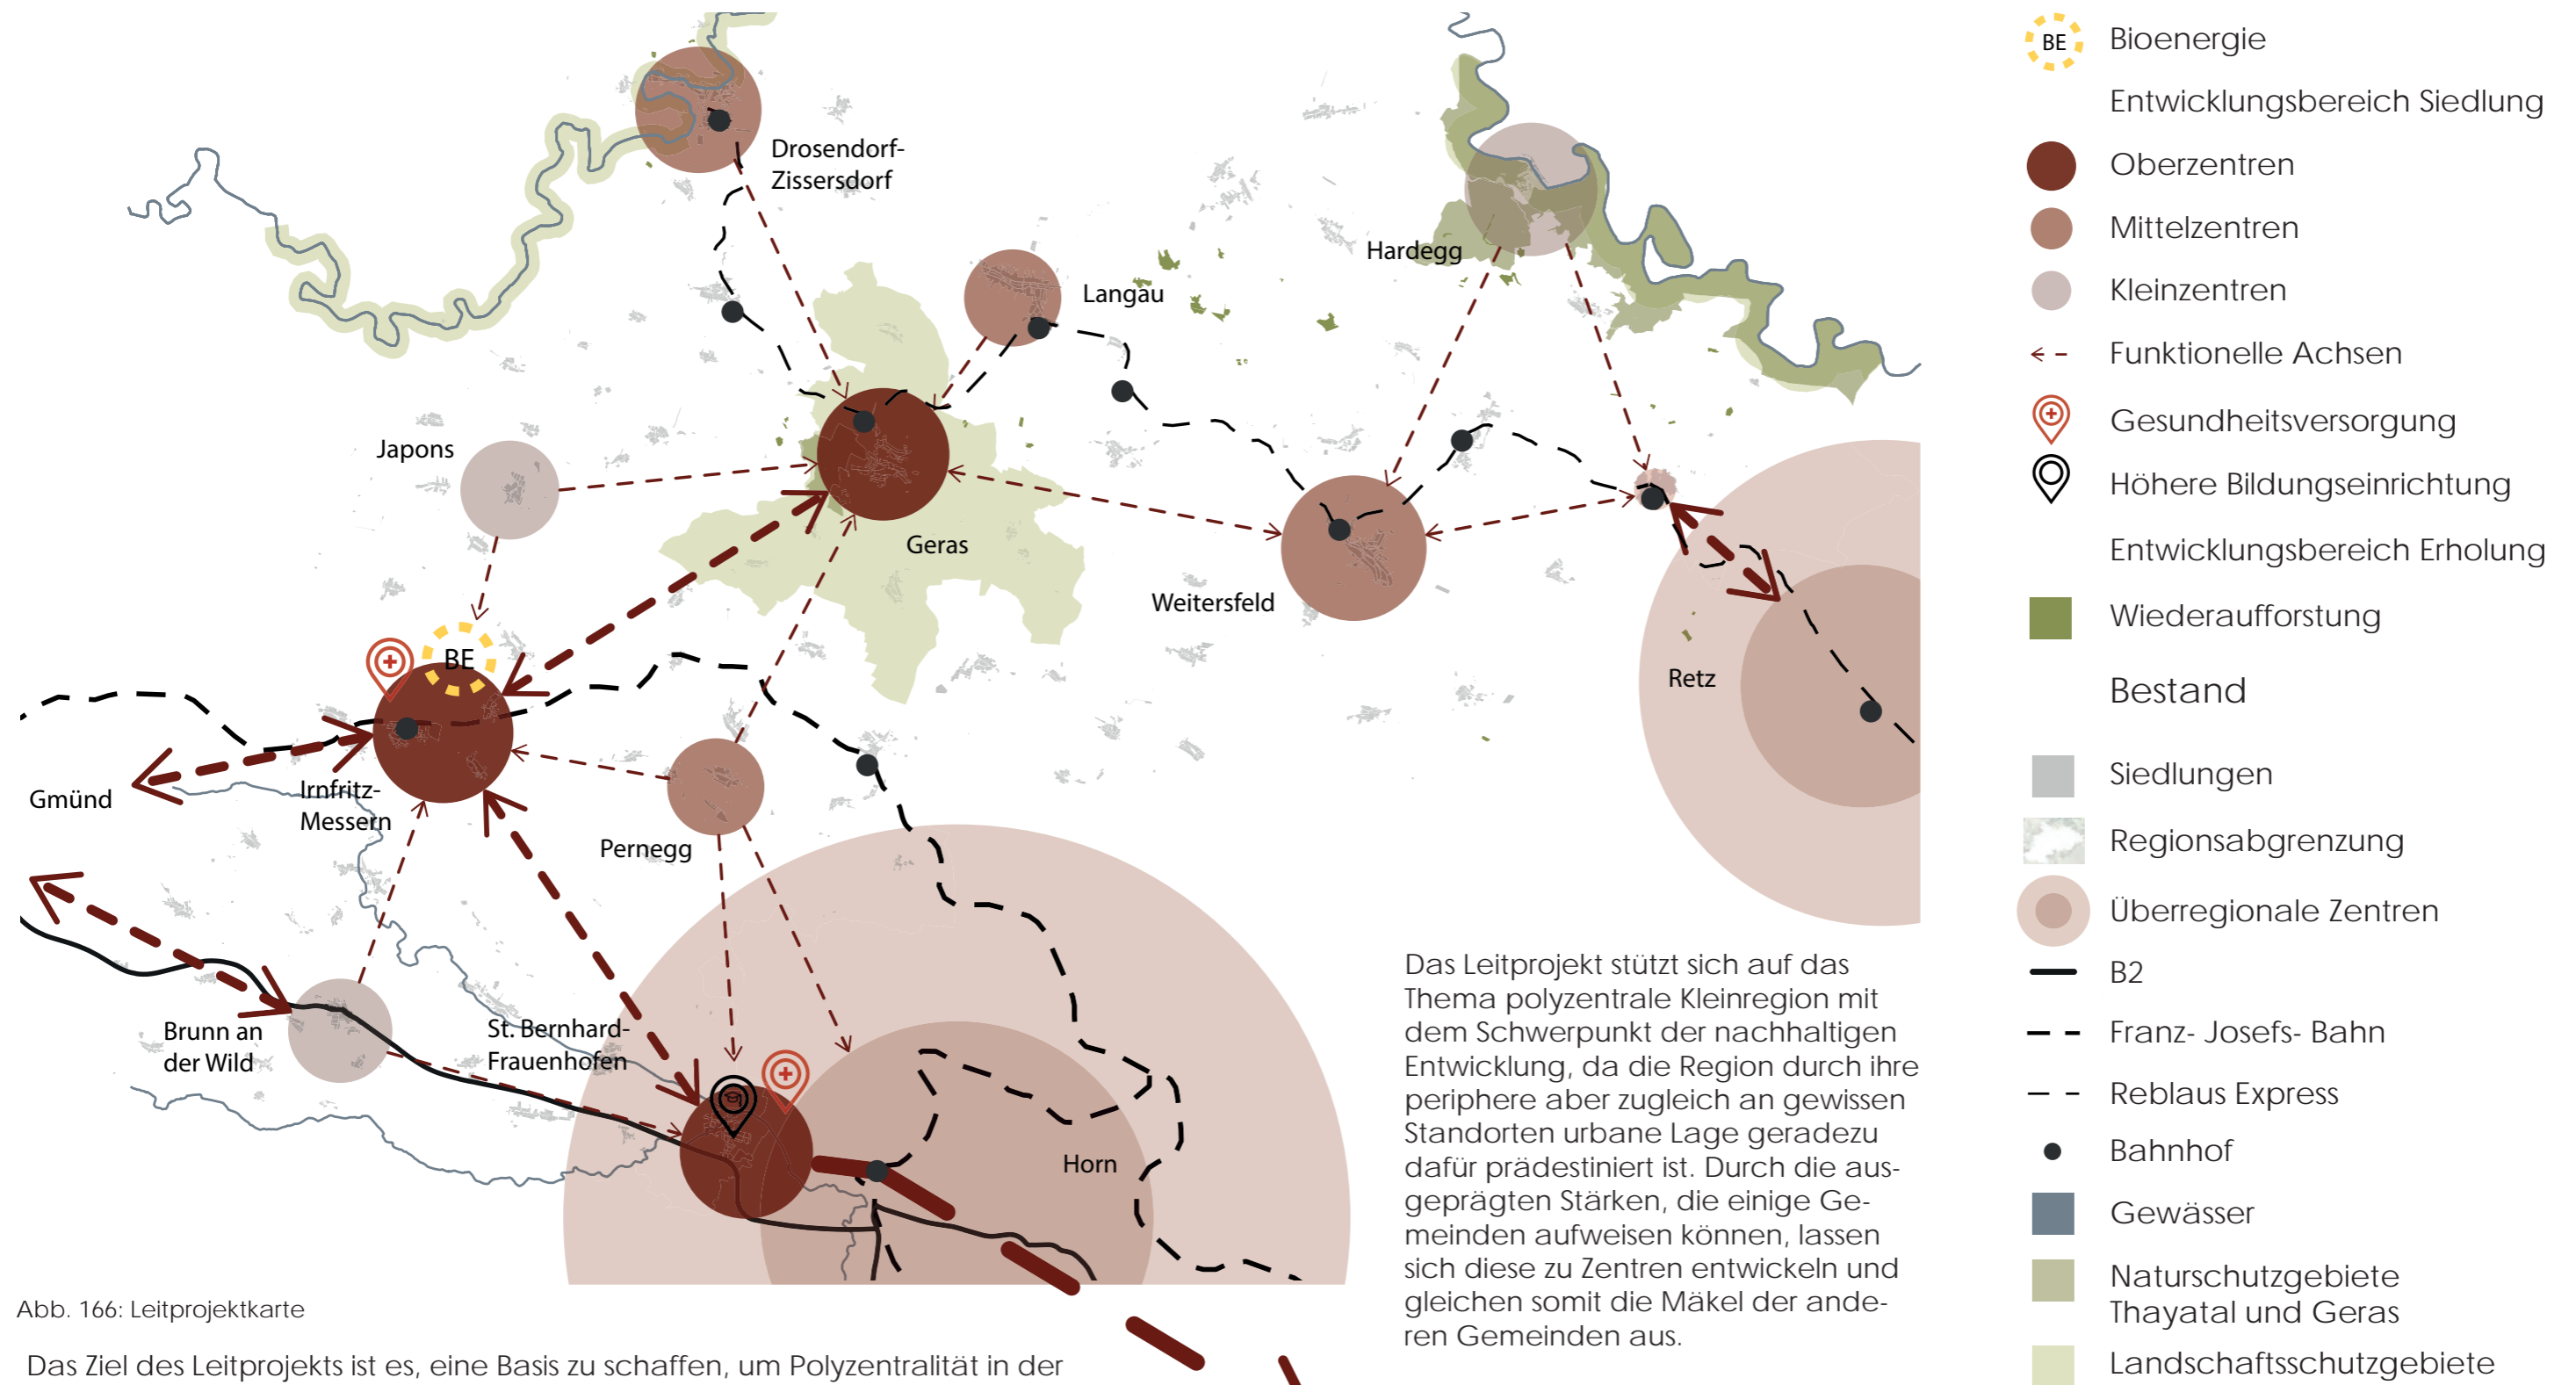 Drosendorf-
Zissersdorf
Langau
Hardegg
Japons
Geras
Weitersfeld
Retz
BE
Gmünd
Irnfritz-
Messern
Pernegg
Brunn an
der Wild
St. Bernhard-
Frauenhofen
Horn
BE
Bioenergie
Entwicklungsbereich Siedlung
Oberzentren
Mittelzentren
Kleinzentren
Funktionelle Achsen
Gesundheitsversorgung
Höhere Bildungseinrichtung
Entwicklungsbereich Erholung
Wiederaufforstung
Bestand
Siedlungen
Regionsabgrenzung
Überregionale Zentren
B2
Franz- Josefs- Bahn
Reblaus Express
Bahnhof
Gewässer
Naturschutzgebiete
Thayatal und Geras
Landschaftsschutzgebiete
Das Leitprojekt stützt sich auf das
Thema polyzentrale Kleinregion mit
dem Schwerpunkt der nachhaltigen
Entwicklung, da die Region durch ihre
periphere aber zugleich an gewissen
Standorten urbane Lage geradezu
dafür prädestiniert ist. Durch die aus-
geprägten Stärken, die einige Ge-
meinden aufweisen können, lassen
sich diese zu Zentren entwickeln und
gleichen somit die Mäkel der ande-
ren Gemeinden aus.
Abb. 166: Leitprojektkarte
Das Ziel des Leitprojekts ist es, eine Basis zu schaffen, um Polyzentralität in der